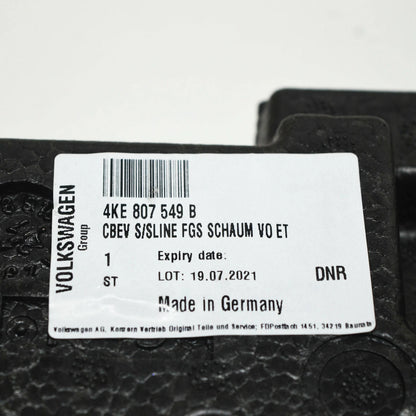 VOLKSWAGEN
Group
4KE 807 549 B
CBEV S/SLINE FGS SCHAUM VO ET
1
ST
Expiry date:
LOT: 19.07.2021
DNR
Made in Germany
Volkswagen AG, Konzern Vertrieb Original Teile und Service; FDPostfach 1451, 34219 Baunatal